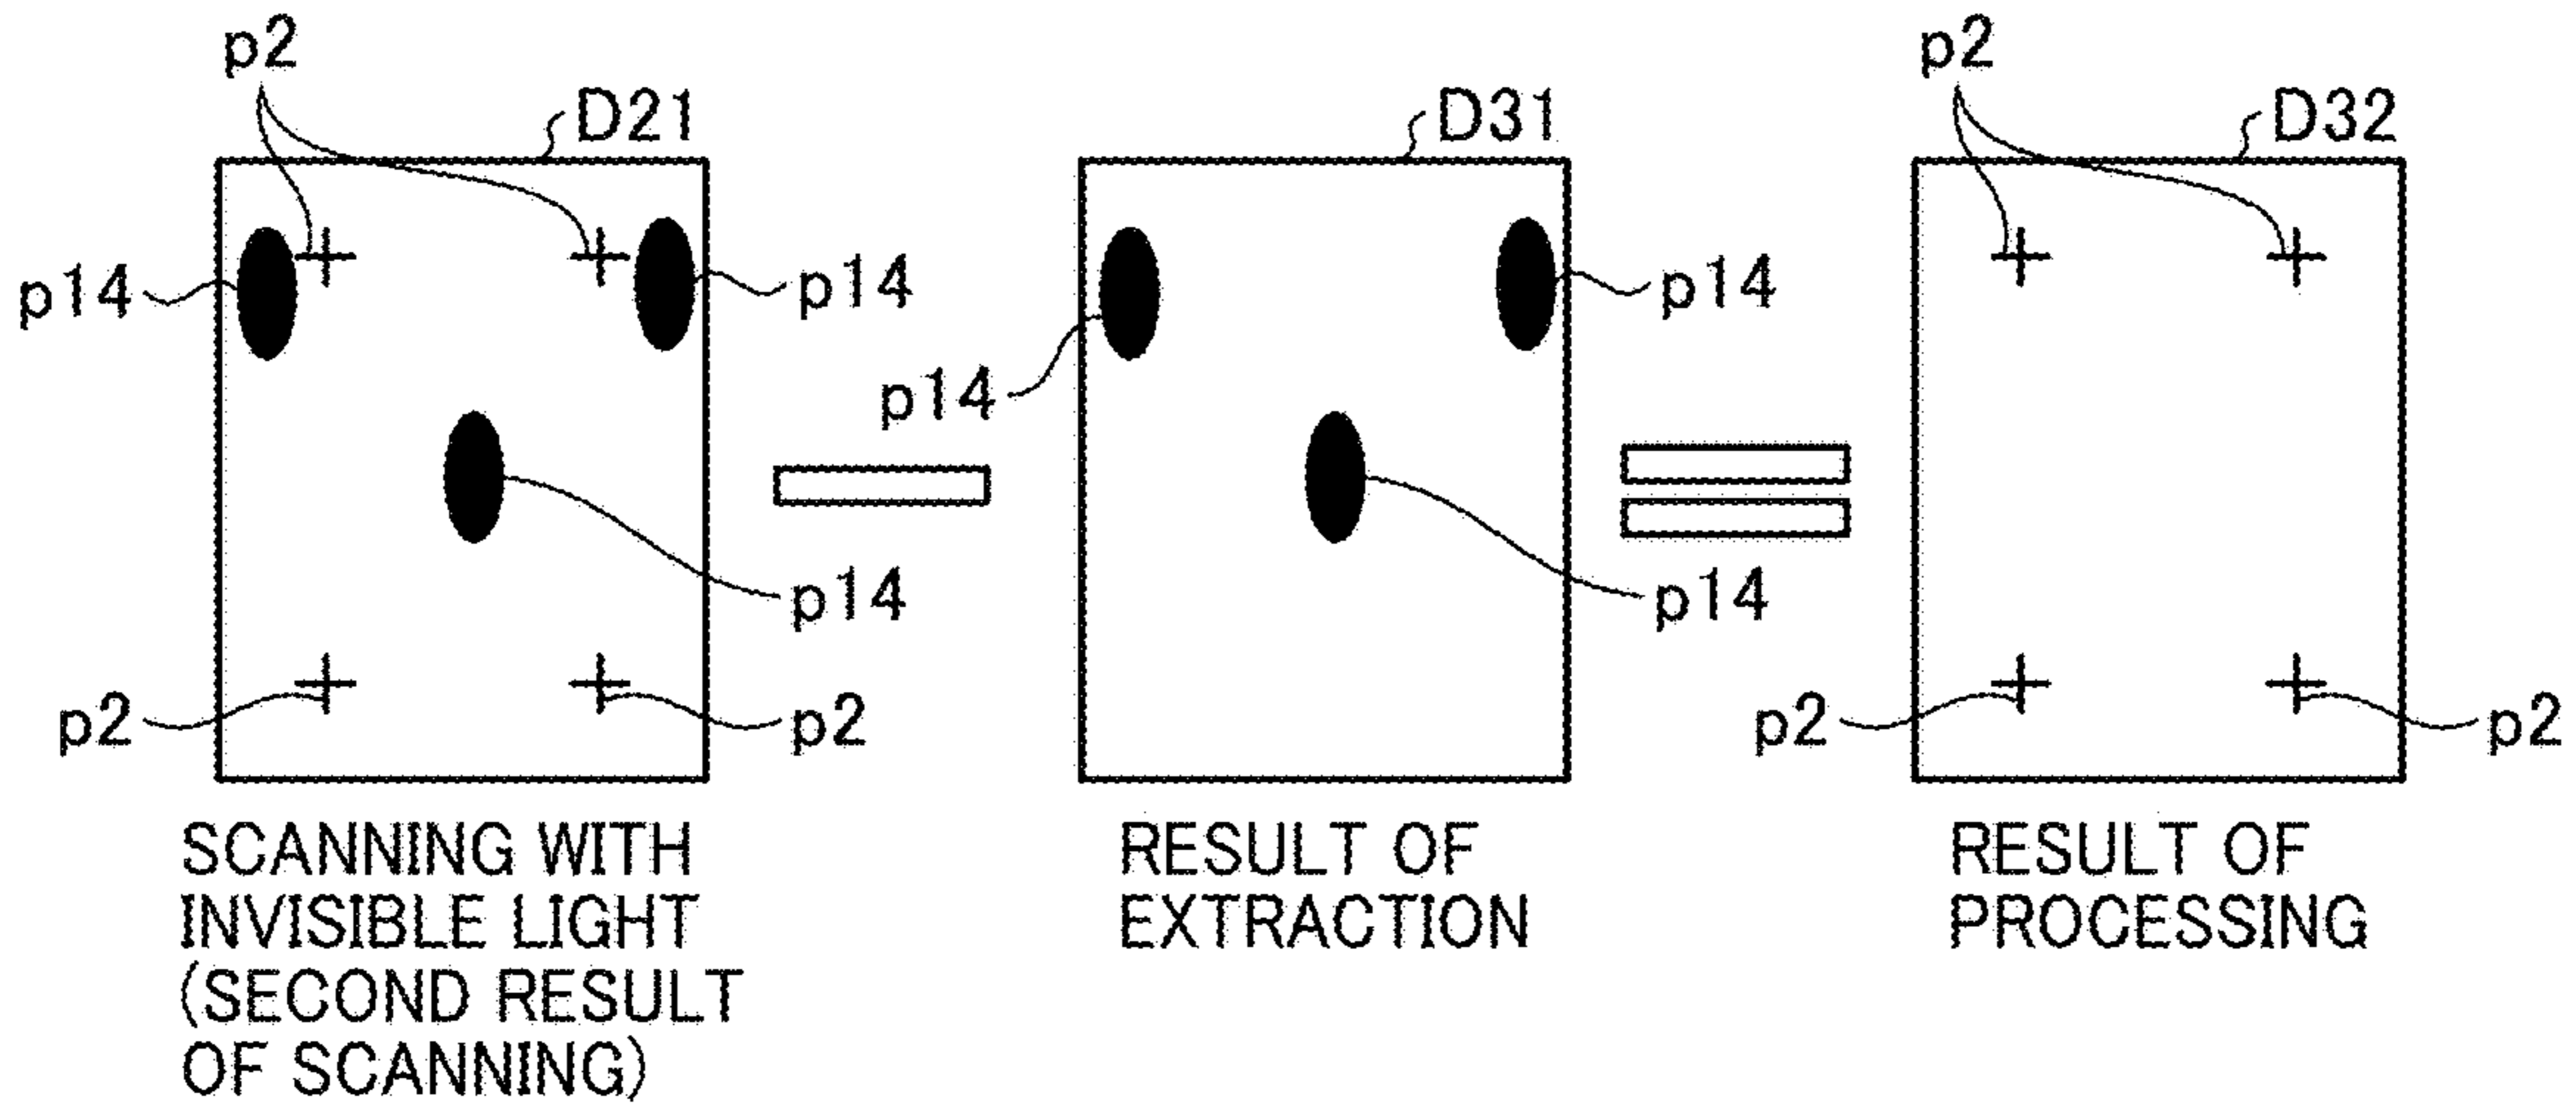 p2
D21
p14
p14
p14
p2
p2
SCANNING WITH
INVISIBLE LIGHT
(SECOND RESULT
OF SCANNING)
D31
p14
p14
p14
RESULT OF
EXTRACTION
p2
D32
p2
p2
RESULT OF
PROCESSING